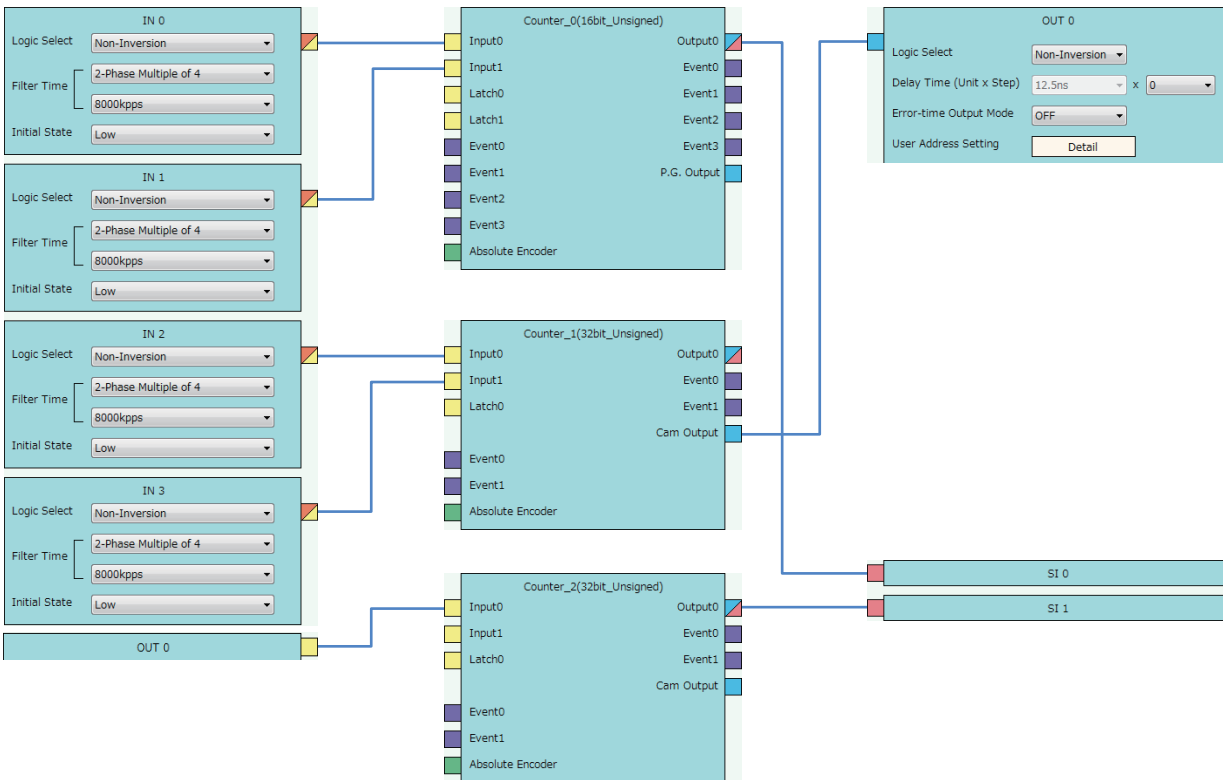 IN 0
Logic Select Non-Inversion
Filter Time 2-Phase Multiple of 4
8000kpps
Initial State Low
IN 1
Logic Select Non-Inversion
Filter Time 2-Phase Multiple of 4
8000kpps
Initial State Low
IN 2
Logic Select Non-Inversion
Filter Time 2-Phase Multiple of 4
8000kpps
Initial State Low
IN 3
Logic Select Non-Inversion
Filter Time 2-Phase Multiple of 4
8000kpps
Initial State Low
OUT 0
Counter_0(16bit_Unsigned)
Input0 Output0
Input1 Event0
Latch0 Event1
Latch1 Event2
Event0 Event3
Event1 P.G. Output
Event2
Event3
Absolute Encoder
Counter_1(32bit_Unsigned)
Input0 Output0
Input1 Event0
Latch0 Event1
Cam Output
Event0
Event1
Absolute Encoder
Counter_2(32bit_Unsigned)
Input0 Output0
Input1 Event0
Latch0 Event1
Cam Output
Event0
Event1
Absolute Encoder
OUT 0
Logic Select Non-Inversion
Delay Time (Unit x Step) 12.5ns x 0
Error-time Output Mode OFF
User Address Setting Detail
SI 0
SI 1